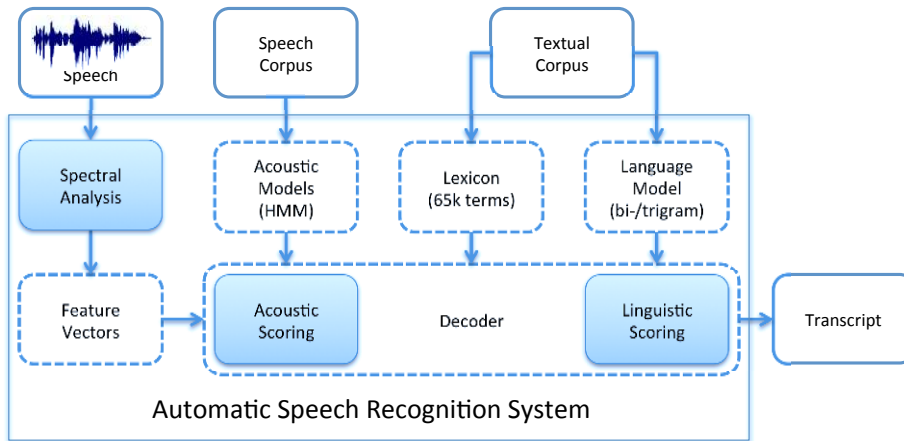 Speech
Speech
Corpus
Textual
Corpus
Spectral
Analysis
Acoustic
Models
(HMM)
Lexicon
(65k terms)
Language
Model
(bi-/trigram)
Feature
Vectors
Acoustic
Scoring
Decoder
Linguistic
Scoring
Transcript
Automatic Speech Recognition System